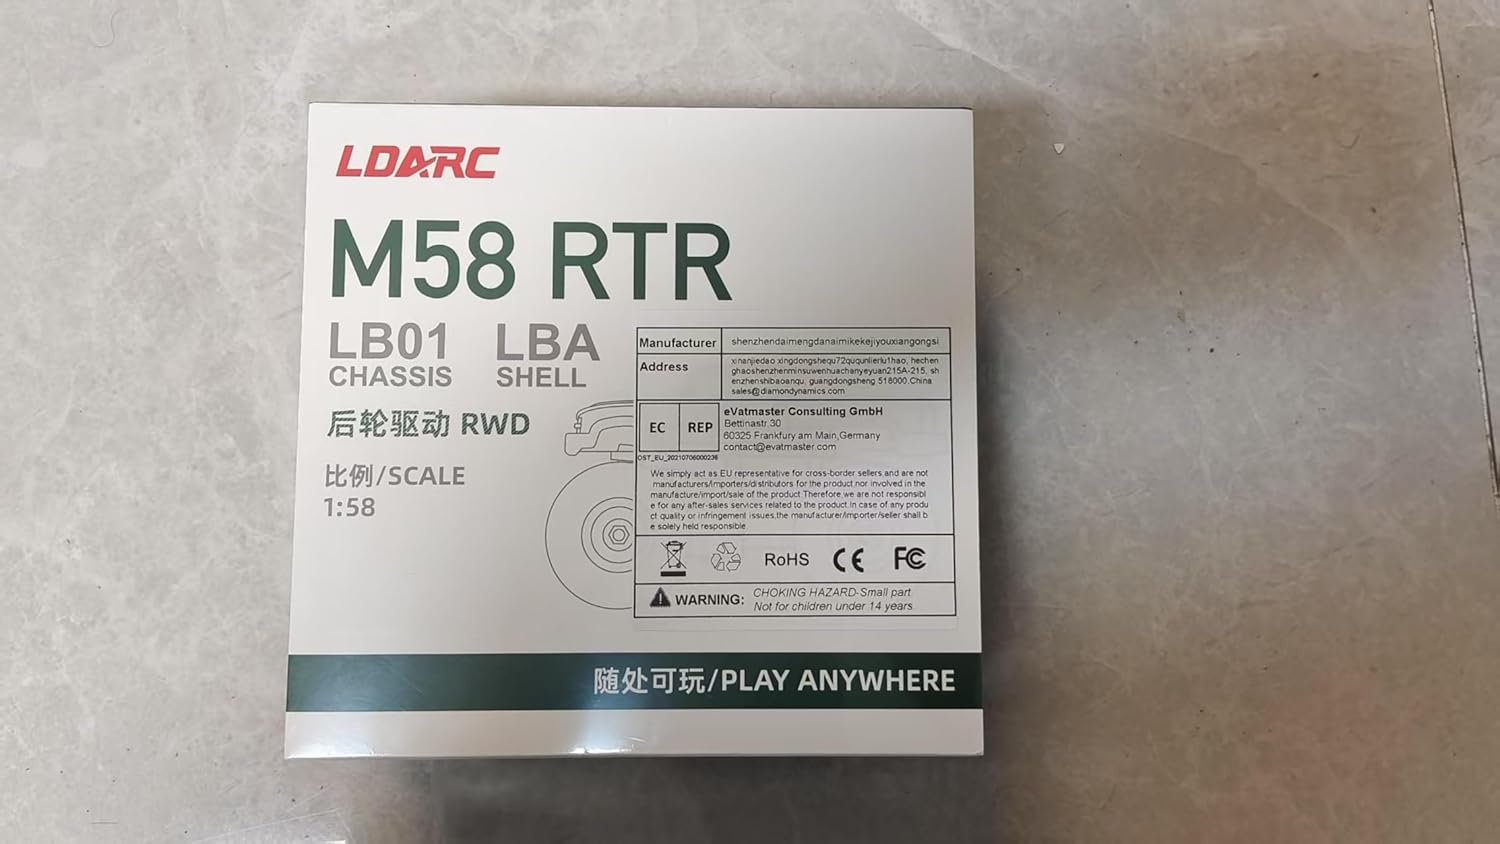 LDARC
M58 RTR
LB01 LBA
CHASSIS SHELL
后轮驱动 RWD
比例/SCALE
1:58
Manufacturer shenzhendaimengdanaimikekejiyouxiangongsi
Address
xinanjiedao xingdongshequ72ququnlierlu1hao, hechen
ghaoshenzhenminsuwenhuachanyeyuan215A-215, sh
enzhenshibaoanqu, guangdongsheng 518000.China
sales@diamondynamics.com
EC REP
eVatmaster Consulting GmbH
Bettinastr.30
60325 Frankfury am Main,Germany
contact@evatmaster.com
OST_EU_20210706000236
We simply act as EU representative for cross-border sellers,and are not
manufacturers/importers/distributors for the product,nor involved in the
manufacture/import/sale of the product.Therefore,we are not responsibl
e for any after-sales services related to the product.In case of any produ
ct quality or infringement issues,the manufacturer/importer/seller shall b
e solely held responsible.
RoHS CE FC
WARNING: CHOKING HAZARD-Small part.
Not for children under 14 years.
随处可玩/PLAY ANYWHERE